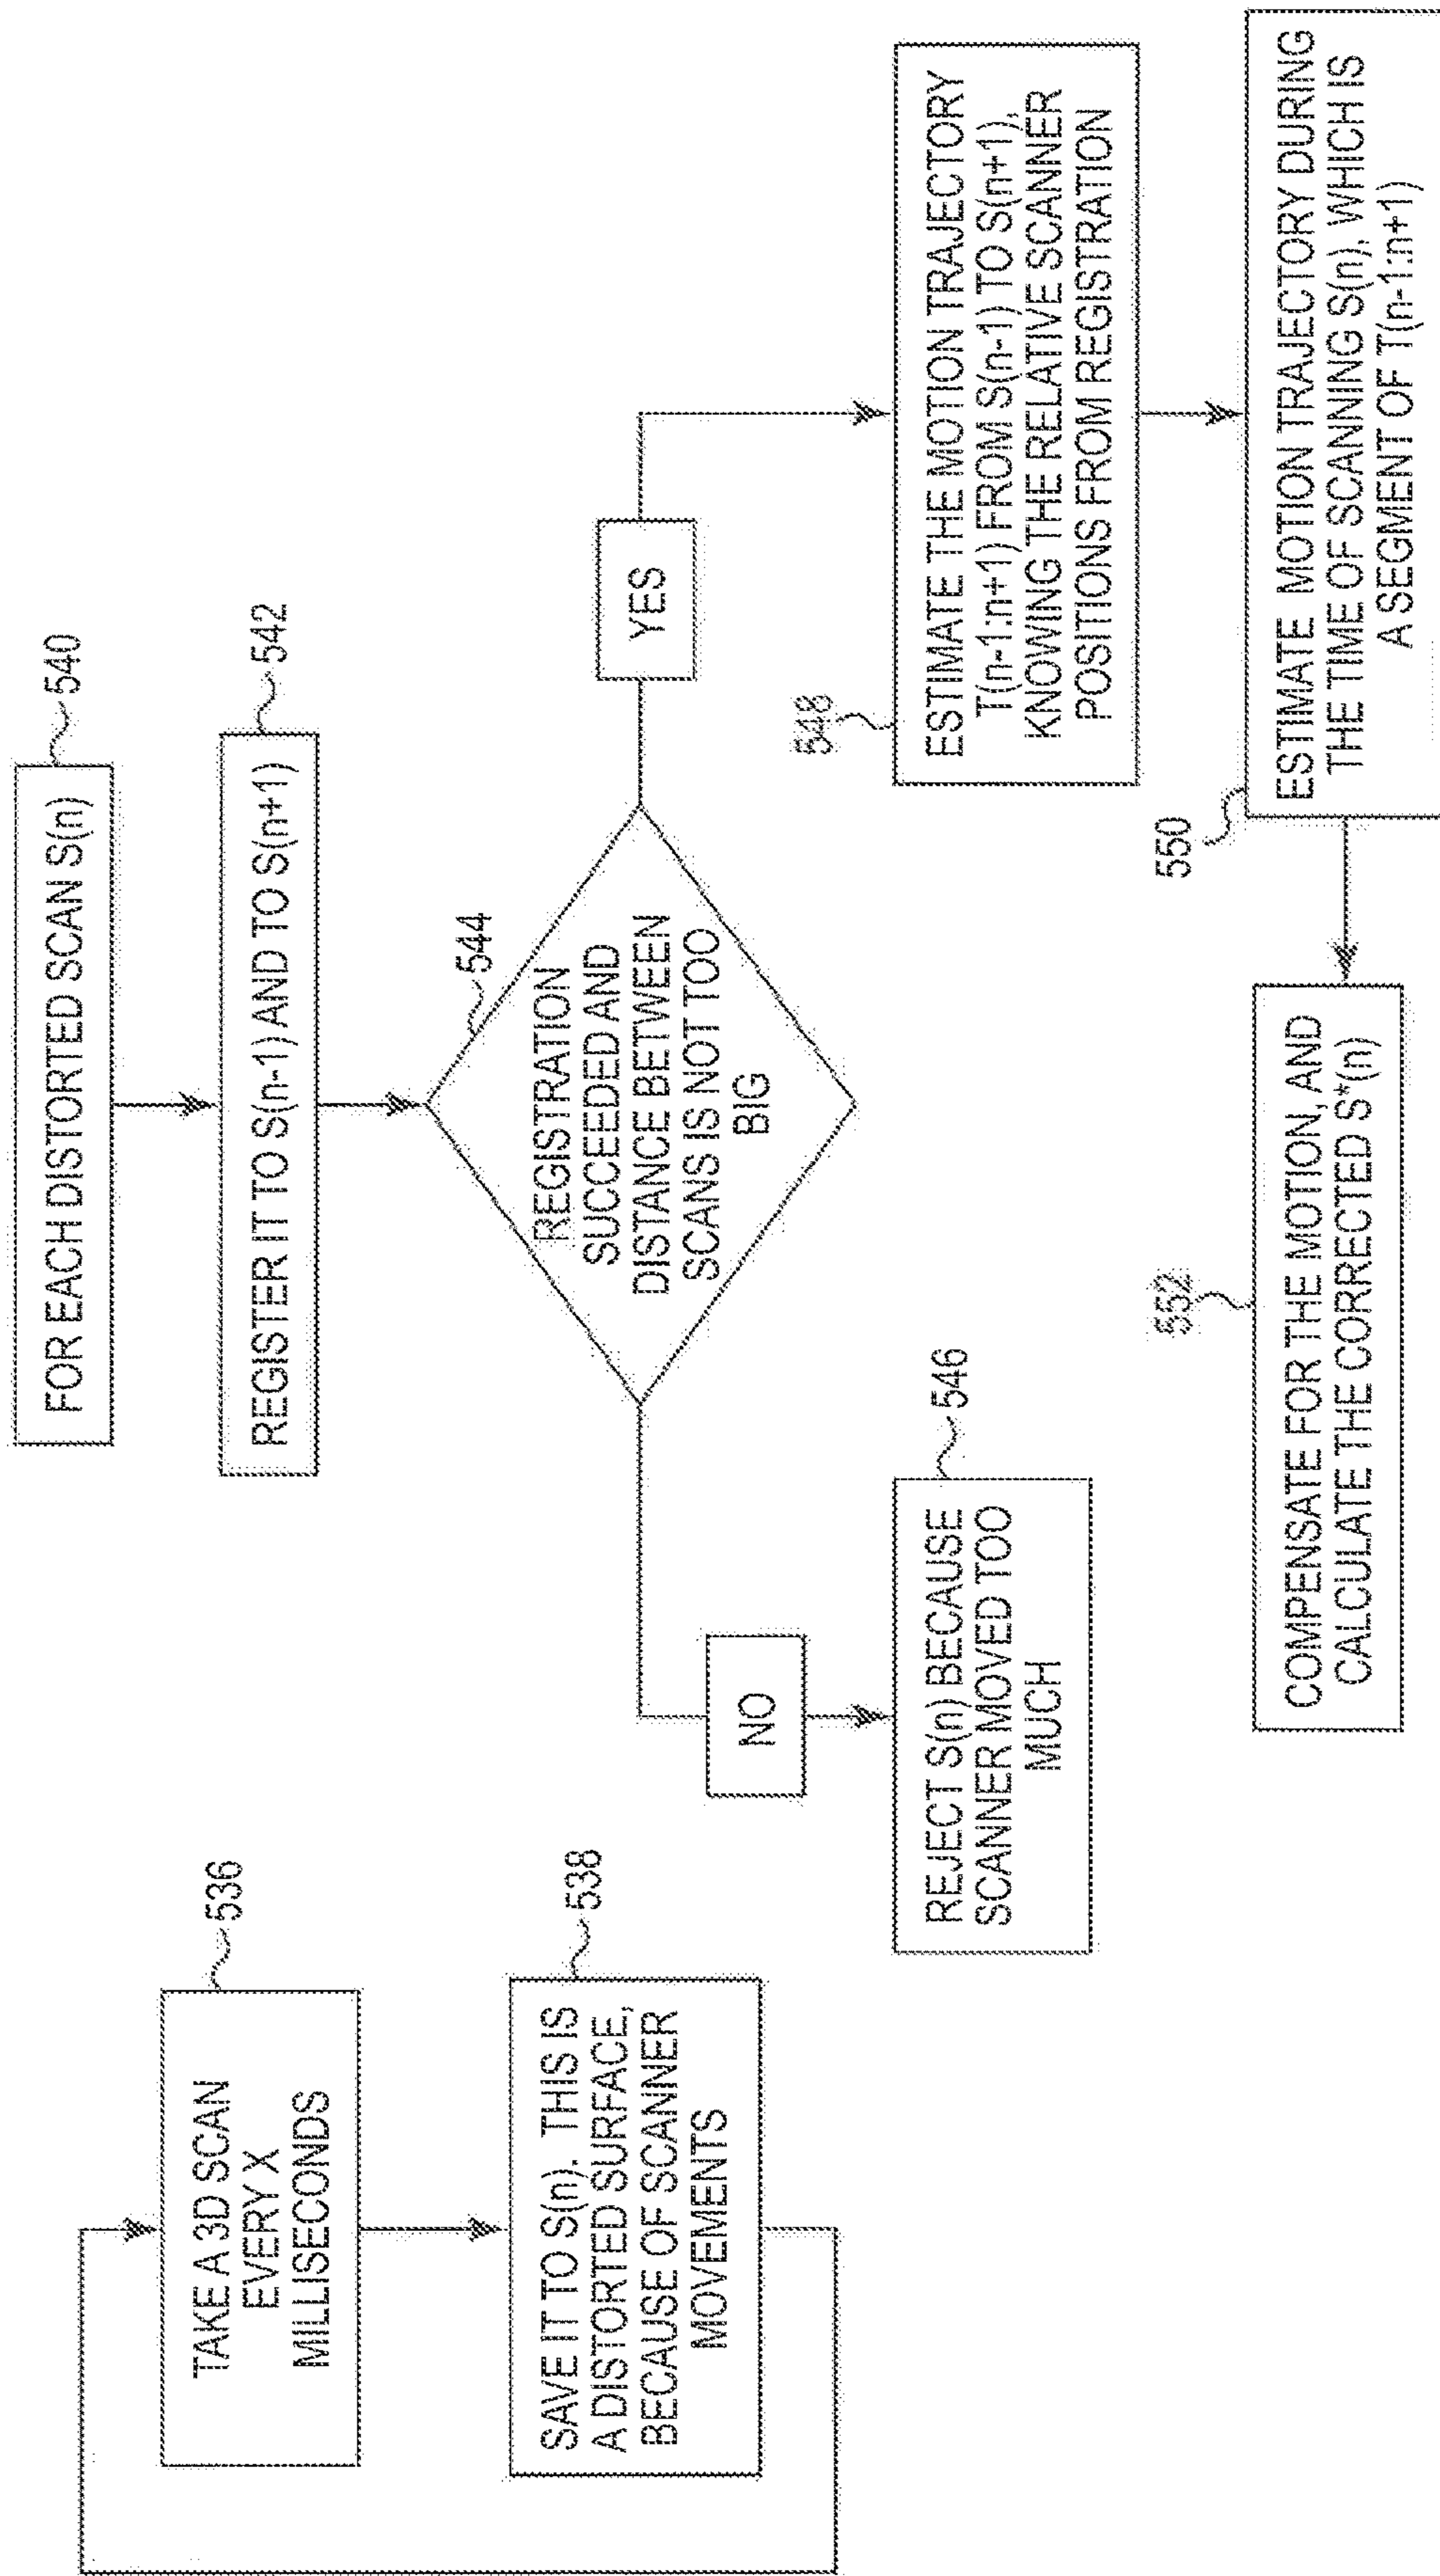 TAKE A 3D SCAN
EVERY X
MILLISECONDS
536
SAVE IT TO S(n). THIS IS
A DISTORTED SURFACE,
BECAUSE OF SCANNER
MOVEMENTS
538
FOR EACH DISTORTED SCAN S(n)
540
REGISTER IT TO S(n-1) AND TO S(n+1)
542
544
REGISTRATION
SUCCEEDED AND
DISTANCE BETWEEN
SCANS IS NOT TOO
BIG
NO
YES
REJECT S(n) BECAUSE
SCANNER MOVED TOO
MUCH
546
548
ESTIMATE THE MOTION TRAJECTORY
T(n-1:n+1) FROM S(n-1) TO S(n+1),
KNOWING THE RELATIVE SCANNER
POSITIONS FROM REGISTRATION
550
ESTIMATE MOTION TRAJECTORY DURING
THE TIME OF SCANNING S(n), WHICH IS
A SEGMENT OF T(n-1:n+1)
552
COMPENSATE FOR THE MOTION, AND
CALCULATE THE CORRECTED S*(n)